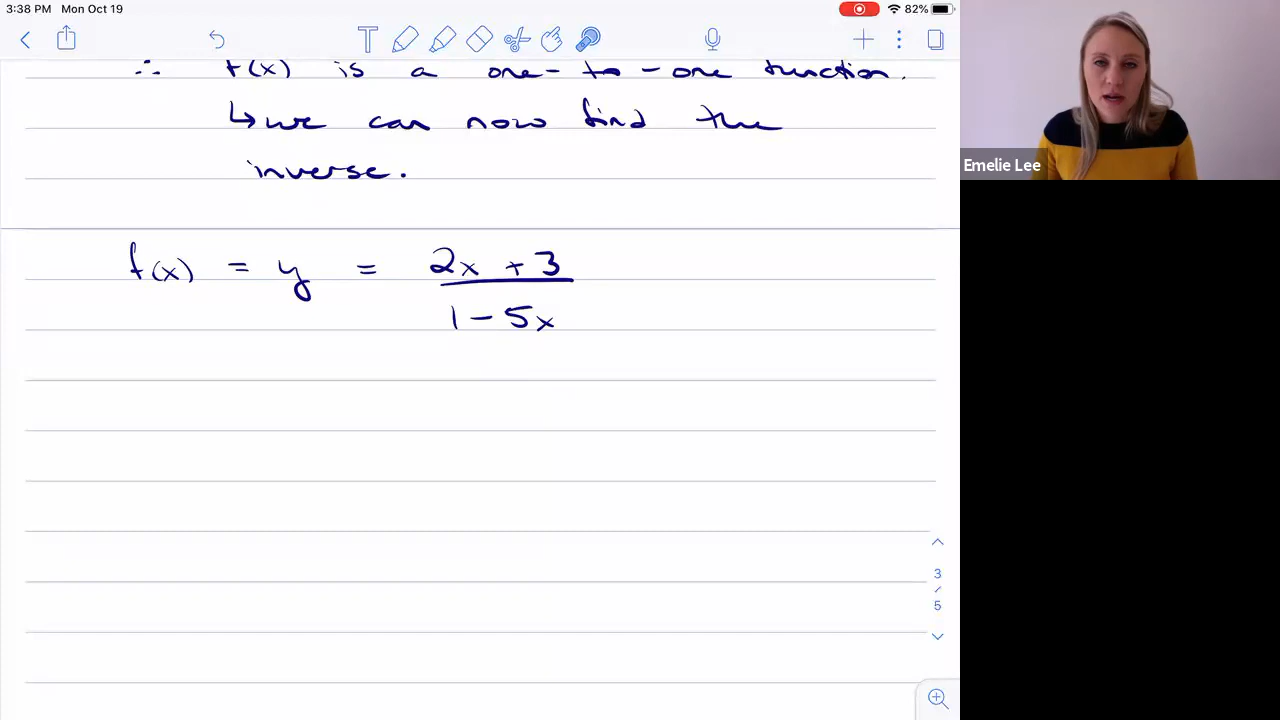 3:38 PM Mon Oct 19
82%
T
∴ f(x) is a one-to-one function.
↳ we can now find the
inverse.
f(x) = y = 2x + 3
1 - 5x
3
/
5
Emelie Lee